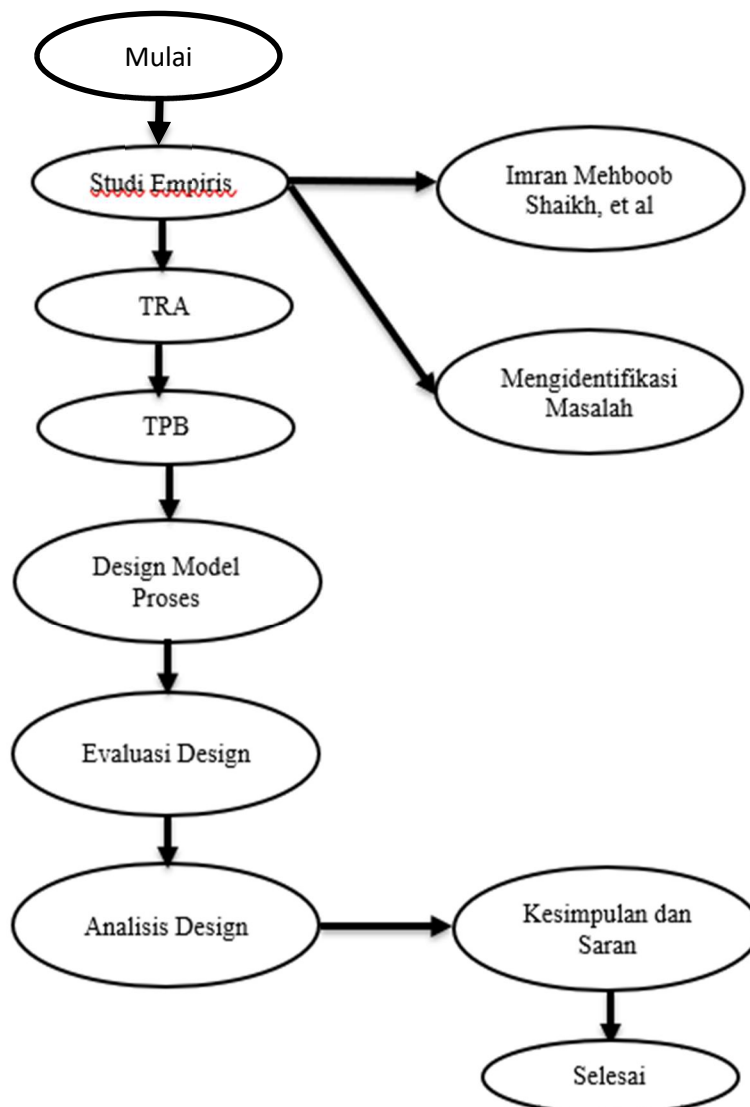 Mulai
Studi Empiris
Imran Mehboob
Shaikh, et al
TRA
Mengidentifikasi
Masalah
TPB
Design Model
Proses
Evaluasi Design
Analisis Design
Kesimpulan dan
Saran
Selesai